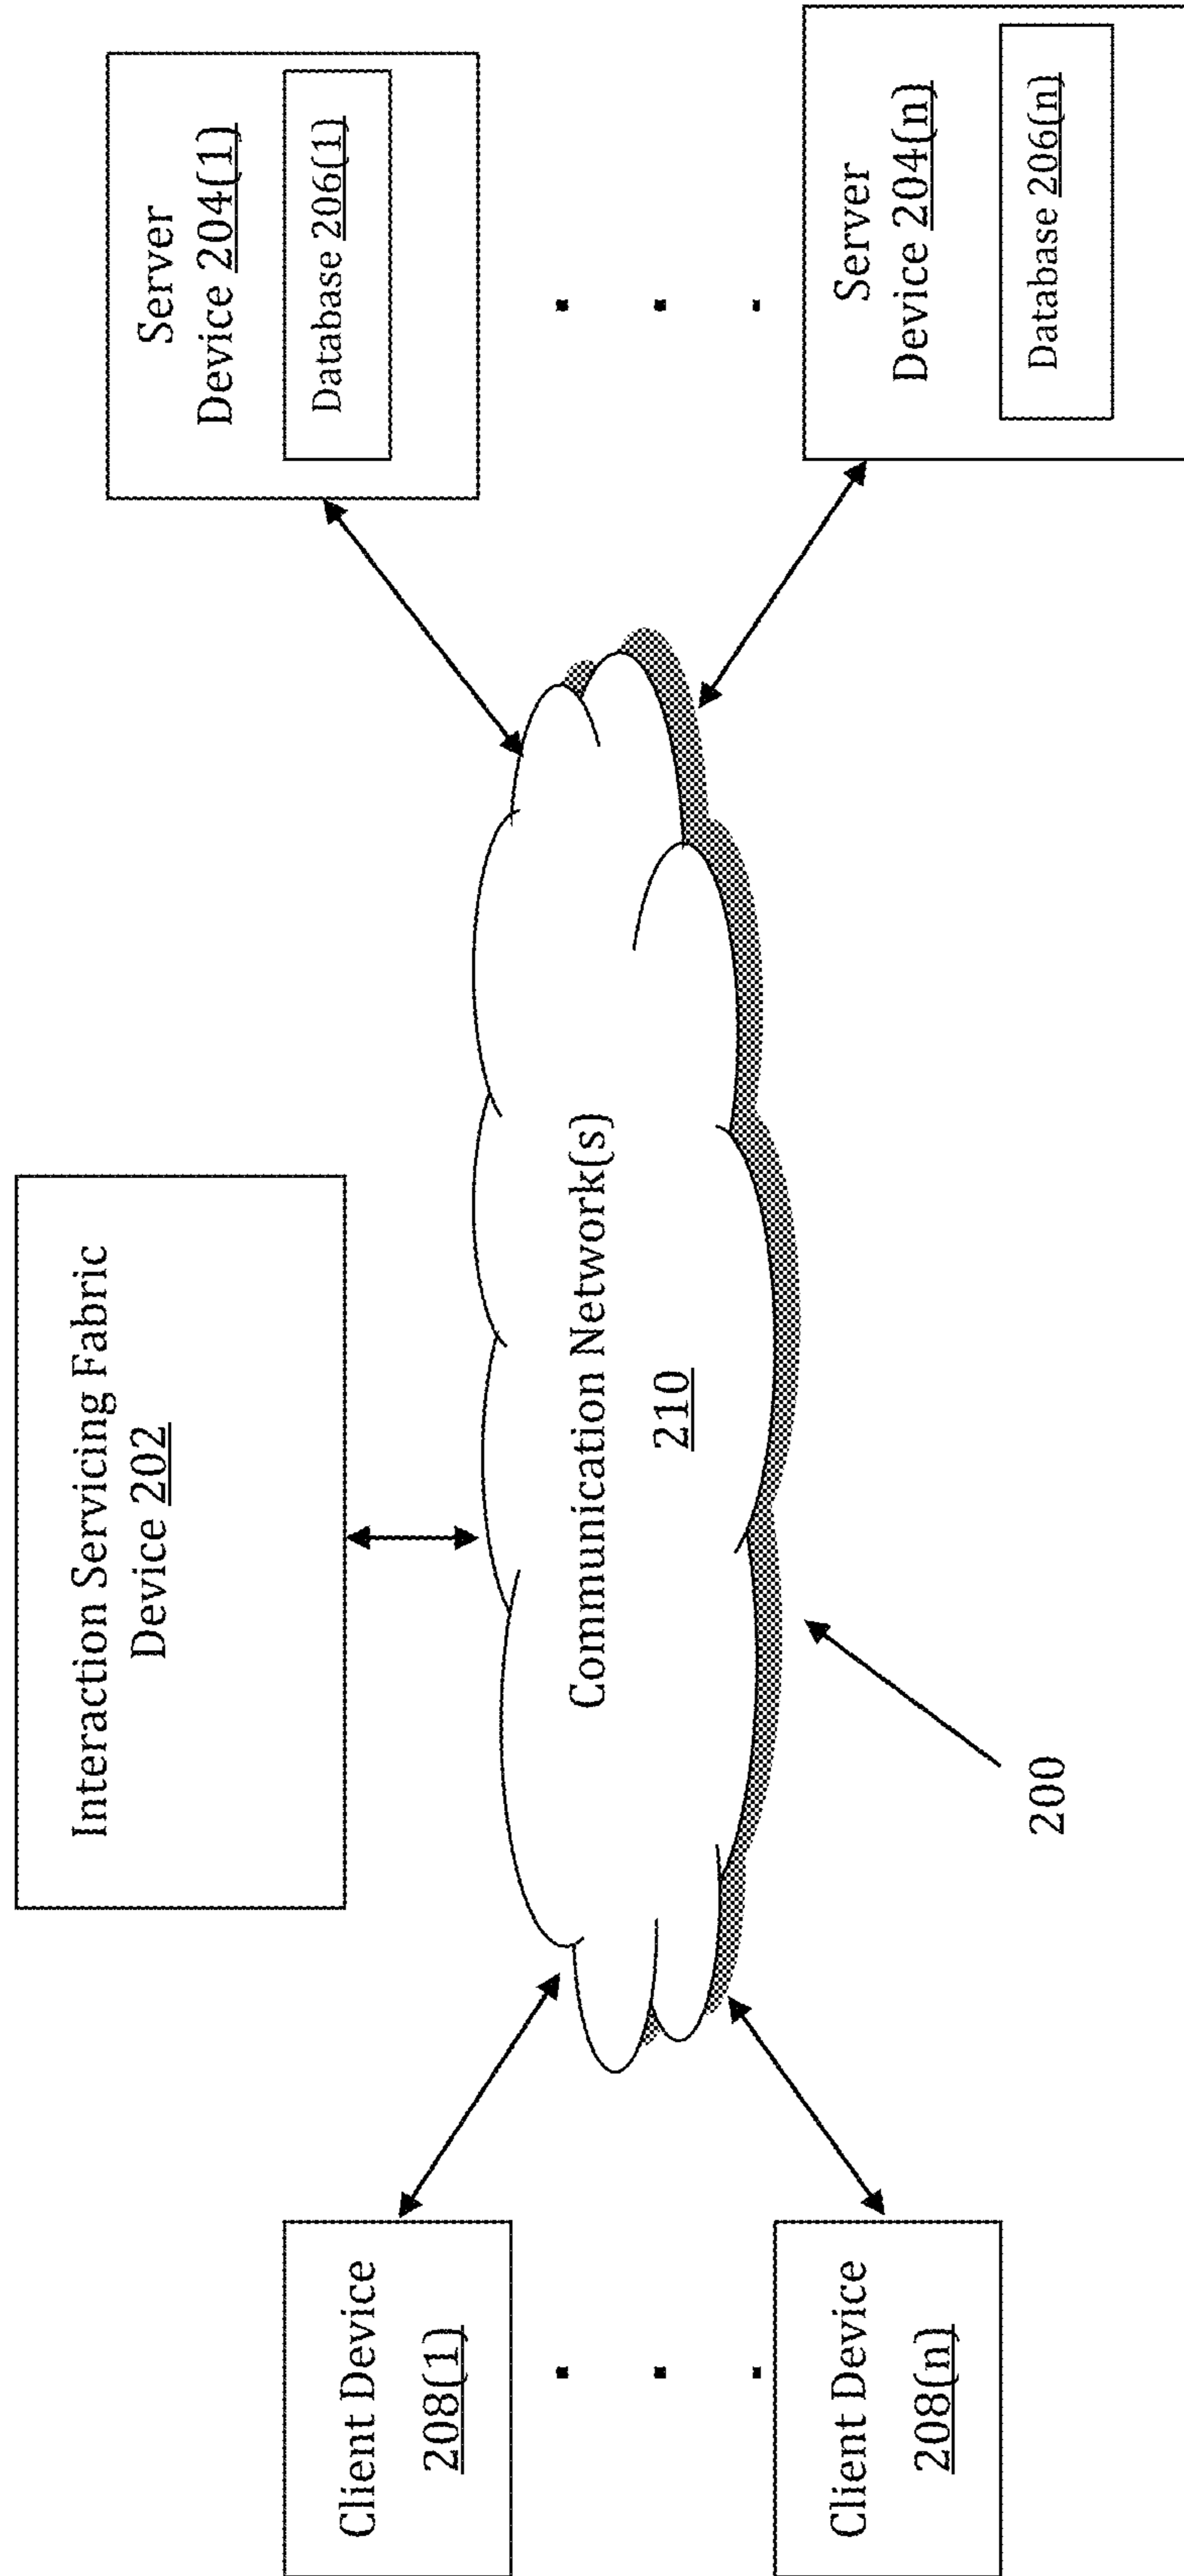 Interaction Servicing Fabric
Device 202
Client Device
208(1)
Client Device
208(n)
Communication Network(s)
210
200
Server
Device 204(1)
Database 206(1)
Server
Device 204(n)
Database 206(n)